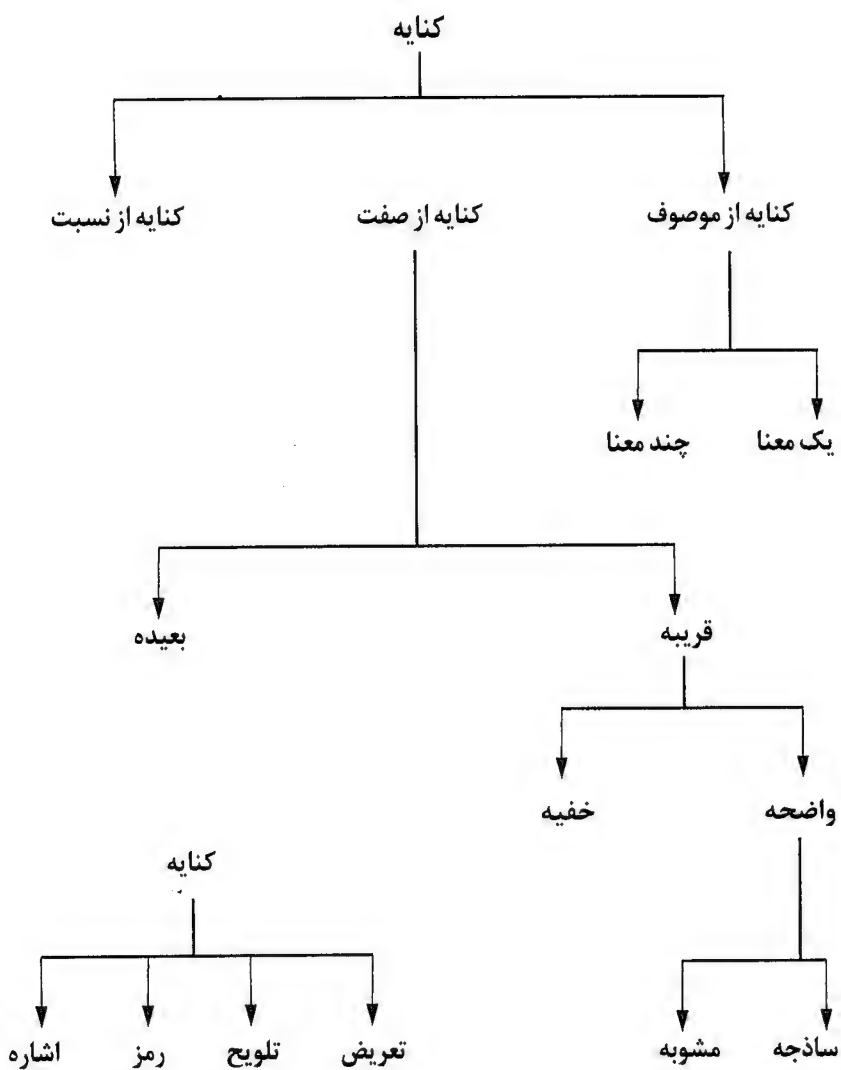 کنایه
کنایه از موصوف کنایه از صفت کنایه از نسبت
یک معنا چند معنا
قریبه بعیده
واضحه خفیه
کنایه
ساذجه مشوبه
تعریض تلویح رمز اشاره